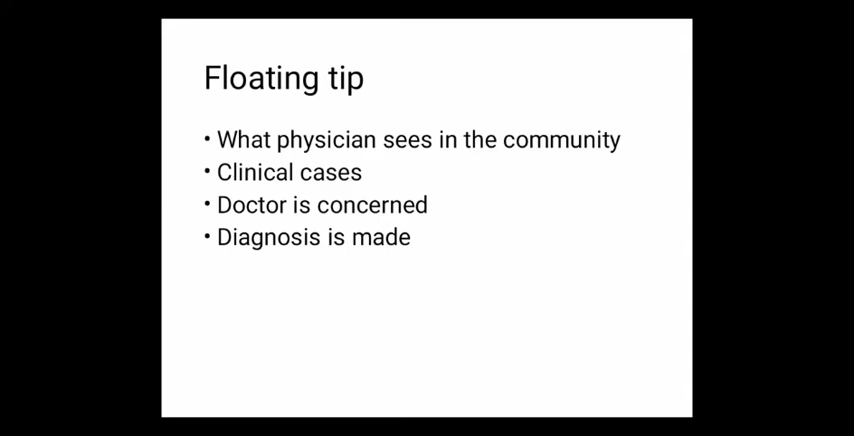 Floating tip
• What physician sees in the community
• Clinical cases
• Doctor is concerned
• Diagnosis is made